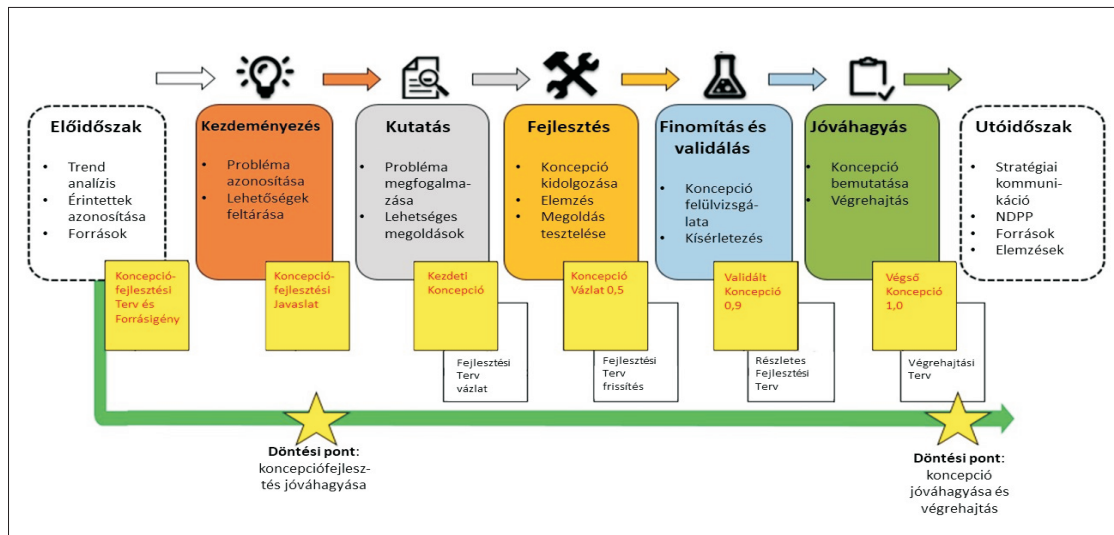 Előidőszak
• Trend
analízis
• Érintettek
azonosítása
• Források
Koncepció-
fejlesztési
Terv és
Forrásigény
Kezdeményezés
• Probléma
azonosítása
• Lehetőségek
feltárása
Koncepció-
fejlesztési
Javaslat
Kutatás
• Probléma
megfogalma-
zása
• Lehetséges
megoldások
Kezdeti
Koncepció
Fejlesztési
Terv
vázlat
Fejlesztés
• Koncepció
kidolgozása
• Elemzés
• Megoldás
tesztelése
Koncepció
Vázlat 0,5
Fejlesztési
Terv
frissítés
Finomítás és
validálás
• Koncepció
felülvizsgá-
lata
• Kísérletezés
Validált
Koncepció
0,9
Részletes
Fejlesztési
Terv
Jóváhagyás
• Koncepció
bemutatása
• Végrehajtás
Végső
Koncepció
1,0
Végrehajtási
Terv
Utóidőszak
• Stratégiai
kommuni-
káció
• NDPP
• Források
• Elemzések
Döntési pont:
koncepciófejlesz-
tés jóváhagyása
Döntési pont:
koncepció
jóváhagyása és
végrehajtás